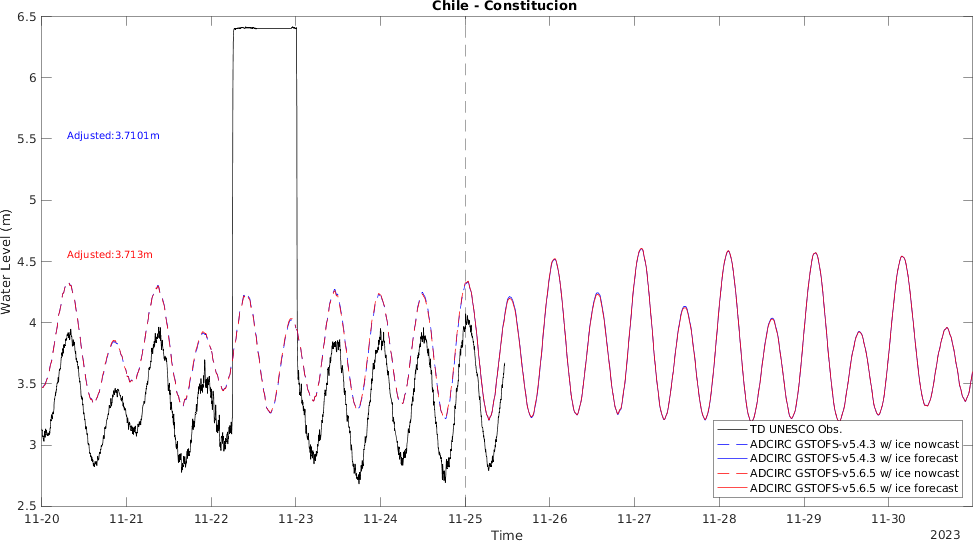 Chile - Constitucion
6.5
6
5.5
5
4.5
4
3.5
3
2.5
Water Level (m)
Adjusted:3.7101m
Adjusted:3.713m
TD UNESCO Obs.
ADCIRC GSTOFS-v5.4.3 w/ ice nowcast
ADCIRC GSTOFS-v5.4.3 w/ ice forecast
ADCIRC GSTOFS-v5.6.5 w/ ice nowcast
ADCIRC GSTOFS-v5.6.5 w/ ice forecast
11-20 11-21 11-22 11-23 11-24 11-25 11-26 11-27 11-28 11-29 11-30
Time
2023